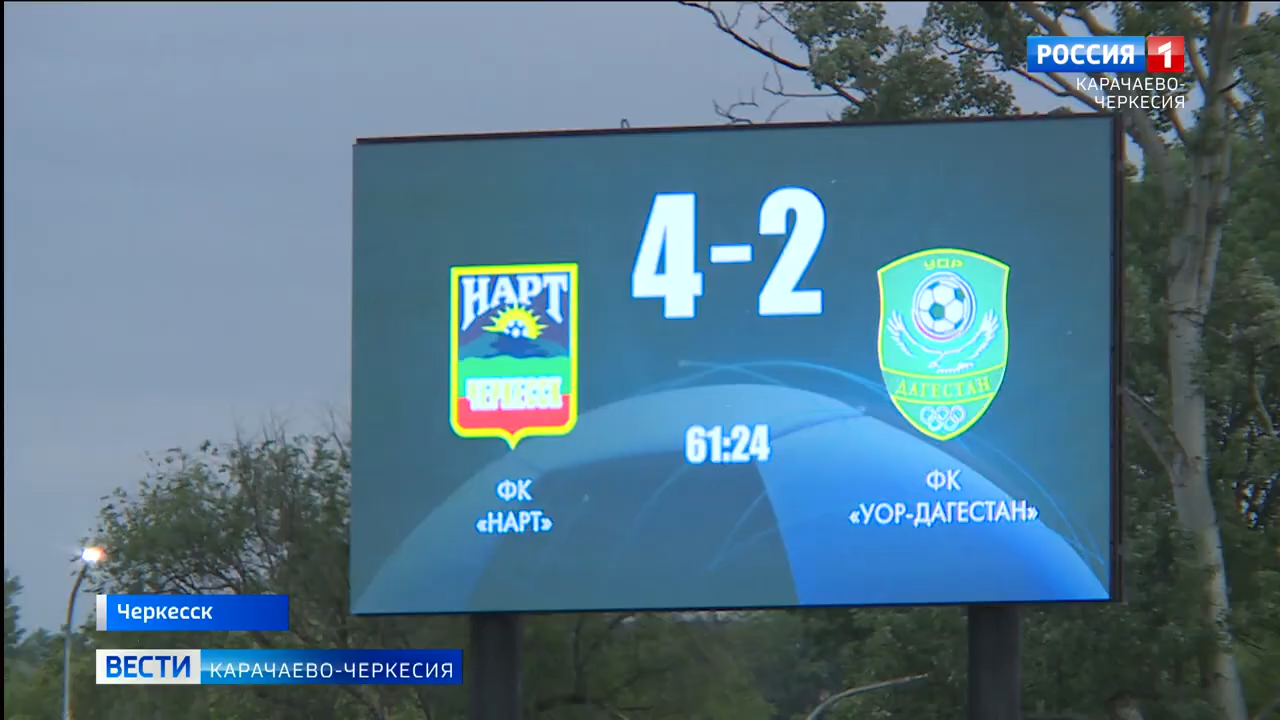 РОССИЯ 1
КАРАЧАЕВО-
ЧЕРКЕСИЯ
4-2
НАРТ
ЧЕРКЕССК
УОР
ДАГЕСТАН
61:24
ФК
«НАРТ»
ФК
«УОР-ДАГЕСТАН»
Черкесск
ВЕСТИ КАРАЧАЕВО-ЧЕРКЕСИЯ